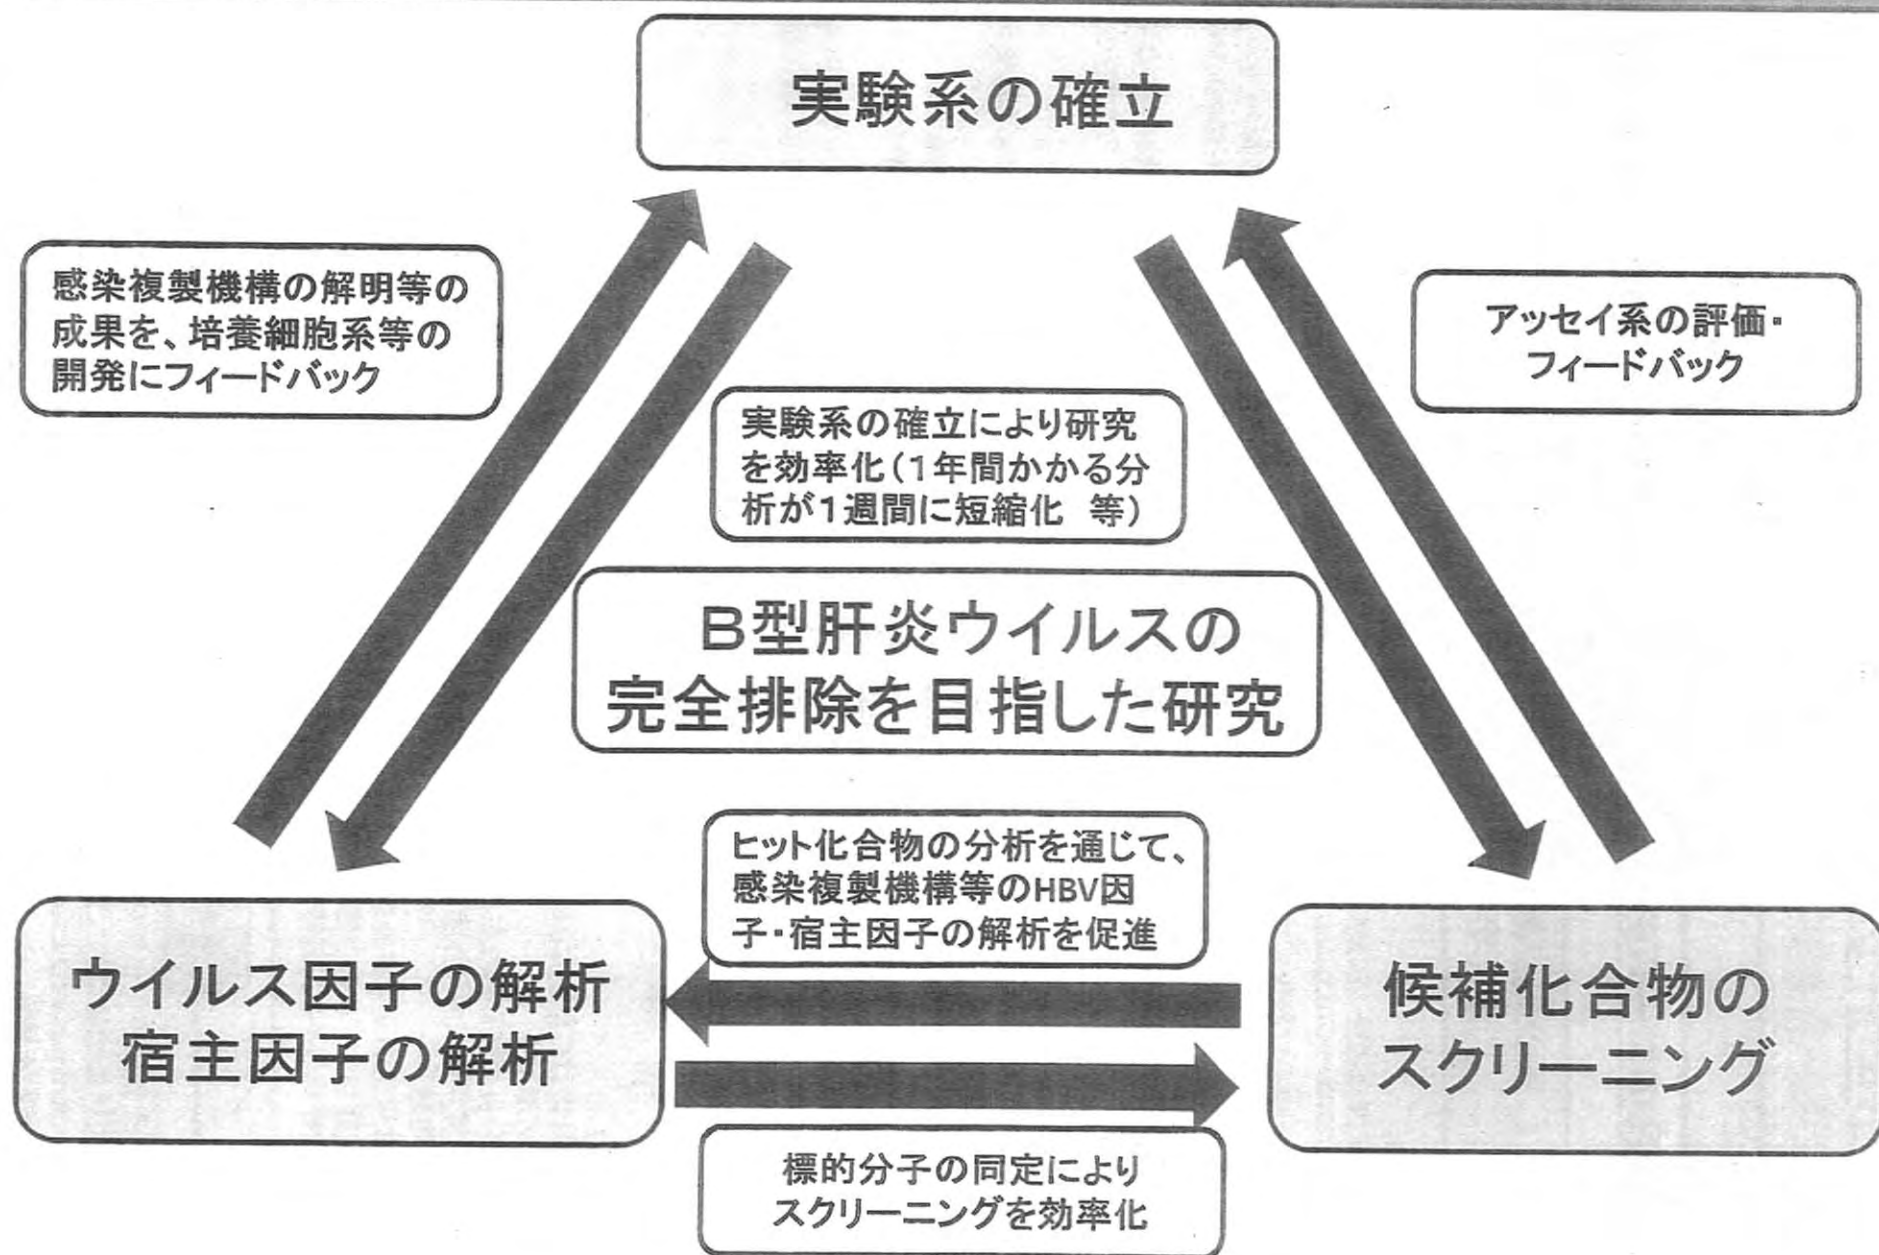 実験系の確立
感染複製機構の解明等の
成果を、培養細胞系等の
開発にフィードバック
アッセイ系の評価・
フィードバック
実験系の確立により研究
を効率化（1年間かかる分
析が1週間に短縮化　等）
B型肝炎ウイルスの
完全排除を目指した研究
ヒット化合物の分析を通じて、
感染複製機構等のHBV因
子・宿主因子の解析を促進
ウイルス因子の解析
宿主因子の解析
候補化合物の
スクリーニング
標的分子の同定により
スクリーニングを効率化